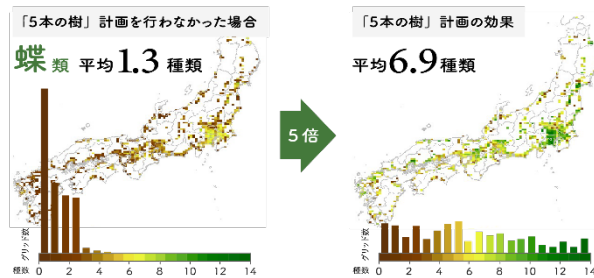 「5本の樹」計画を行わなかった場合
蝶類 平均1.3種類
グリッド数
種数 0 2 4 6 8 10 12 14
5倍
「5本の樹」計画の効果
平均6.9種類
グリッド数
種数 0 2 4 6 8 10 12 14